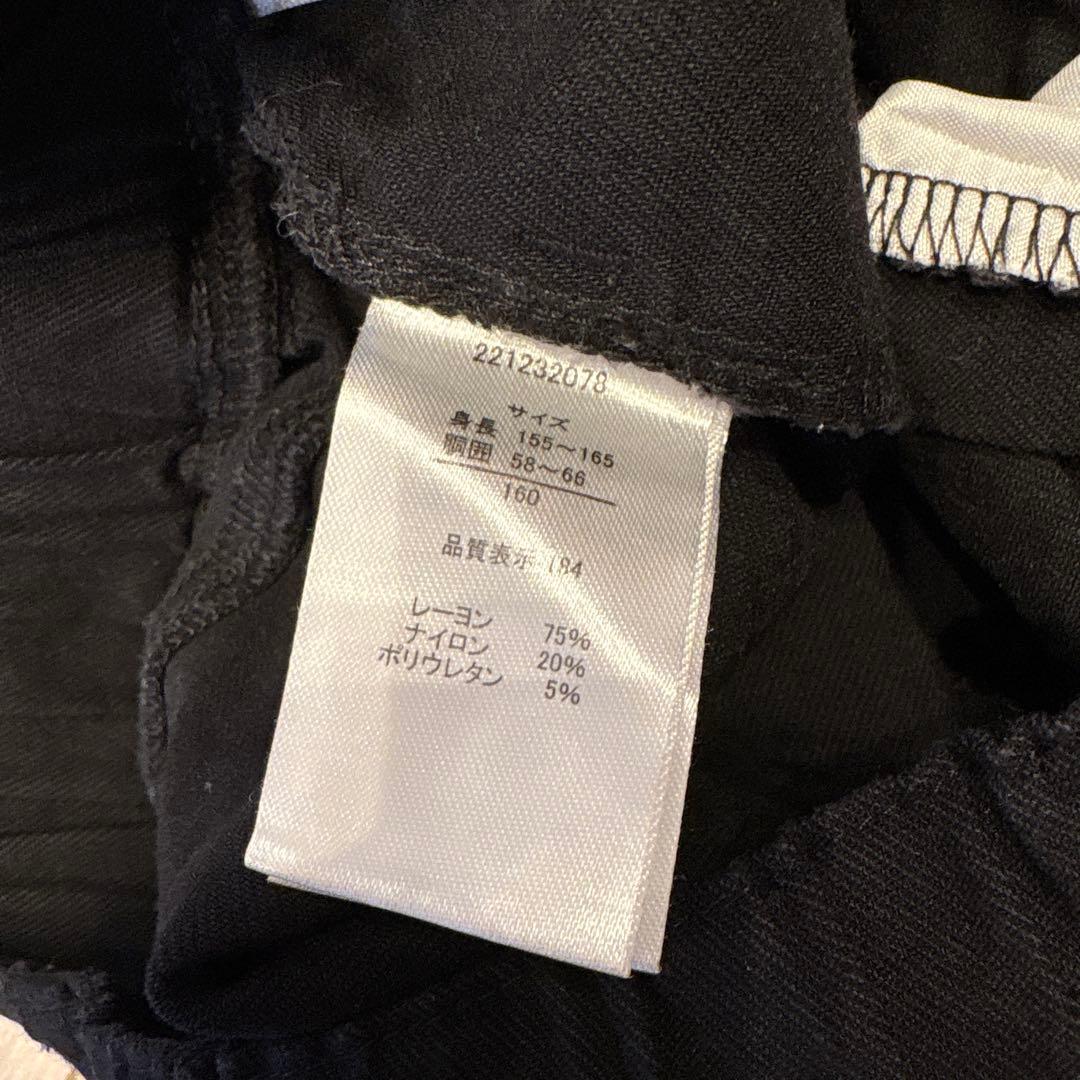 221232078
サイズ
身長 155～165
胴囲 58～66
160
品質表示 184
レーヨン 75%
ナイロン 20%
ポリウレタン 5%